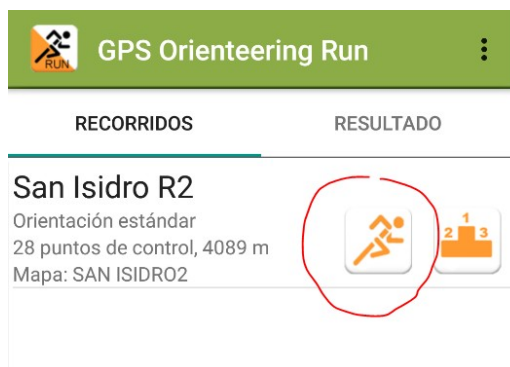 RUN
GPS Orienteering Run
RECORRIDOS
RESULTADO
San Isidro R2
Orientación estándar
28 puntos de control, 4089 m
Mapa: SAN ISIDRO2
1
2 3